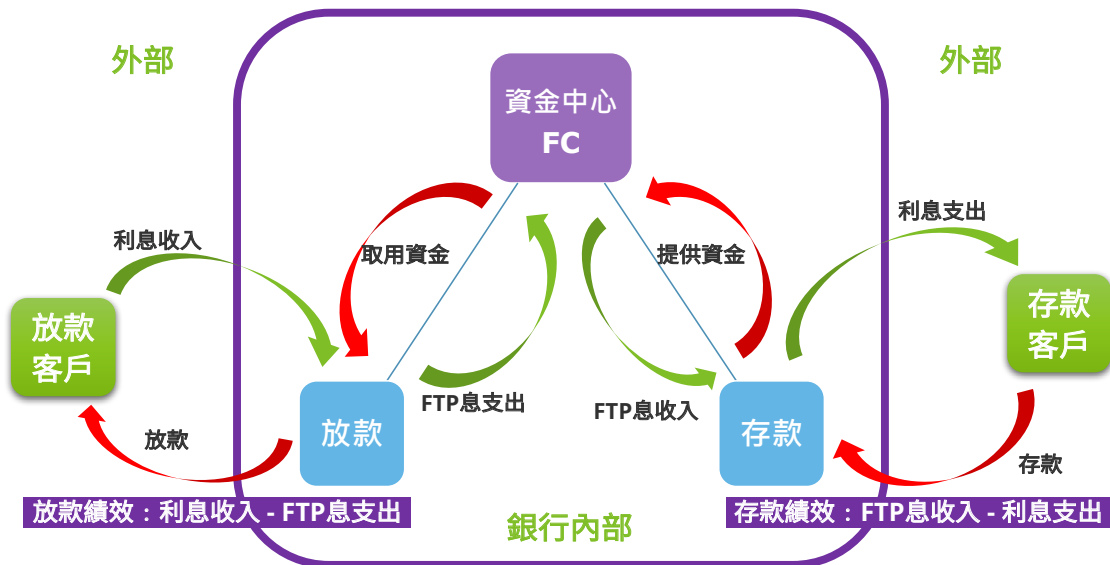 外部
外部
資金中心
FC
利息支出
利息收入
取用資金
提供資金
放款
客戶
存款
客戶
FTP息支出
FTP息收入
放款
放款
存款
存款
放款績效：利息收入 - FTP息支出
存款績效：FTP息收入 - 利息支出
銀行內部